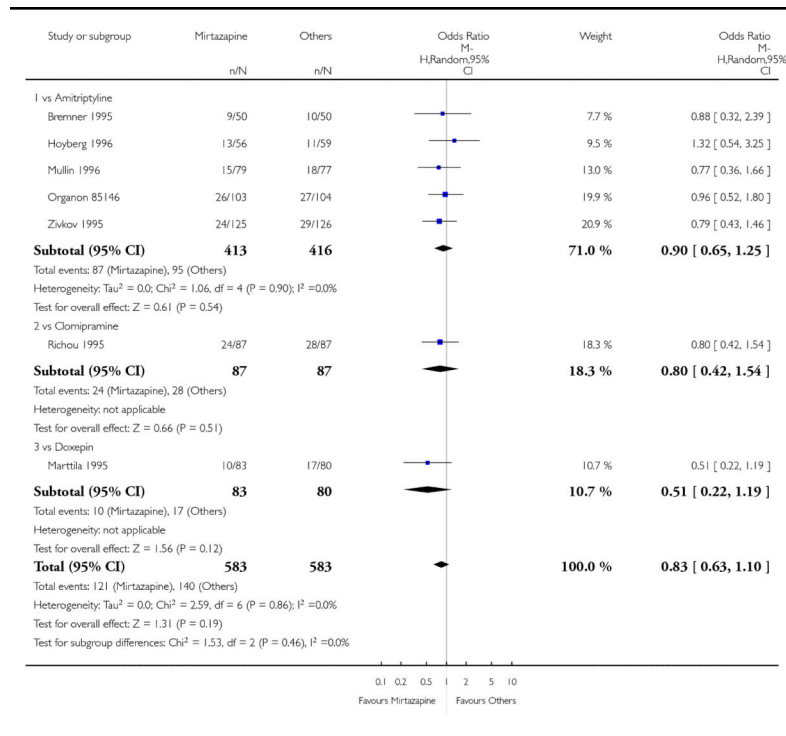 Study or subgroup Mirtazapine Others Odds Ratio Weight Odds Ratio
M- M-
H,Random,95% H,Random,95%
n/N n/N CI CI
1 vs Amitriptyline
Bremner 1995 9/50 10/50 7.7 % 0.88 [ 0.32, 2.39 ]
Hoyberg 1996 13/56 11/59 9.5 % 1.32 [ 0.54, 3.25 ]
Mullin 1996 15/79 18/77 13.0 % 0.77 [ 0.36, 1.66 ]
Organon 85146 26/103 27/104 19.9 % 0.96 [ 0.52, 1.80 ]
Zivkov 1995 24/125 29/126 20.9 % 0.79 [ 0.43, 1.46 ]
Subtotal (95% CI) 413 416 71.0 % 0.90 [ 0.65, 1.25 ]
Total events: 87 (Mirtazapine), 95 (Others)
Heterogeneity: Tau² = 0.0; Chi² = 1.06, df = 4 (P = 0.90); I² =0.0%
Test for overall effect: Z = 0.61 (P = 0.54)
2 vs Clomipramine
Richou 1995 24/87 28/87 18.3 % 0.80 [ 0.42, 1.54 ]
Subtotal (95% CI) 87 87 18.3 % 0.80 [ 0.42, 1.54 ]
Total events: 24 (Mirtazapine), 28 (Others)
Heterogeneity: not applicable
Test for overall effect: Z = 0.66 (P = 0.51)
3 vs Doxepin
Marttila 1995 10/83 17/80 10.7 % 0.51 [ 0.22, 1.19 ]
Subtotal (95% CI) 83 80 10.7 % 0.51 [ 0.22, 1.19 ]
Total events: 10 (Mirtazapine), 17 (Others)
Heterogeneity: not applicable
Test for overall effect: Z = 1.56 (P = 0.12)
Total (95% CI) 583 583 100.0 % 0.83 [ 0.63, 1.10 ]
Total events: 121 (Mirtazapine), 140 (Others)
Heterogeneity: Tau² = 0.0; Chi² = 2.59, df = 6 (P = 0.86); I² =0.0%
Test for overall effect: Z = 1.31 (P = 0.19)
Test for subgroup differences: Chi² = 1.53, df = 2 (P = 0.46), I² =0.0%
0.1 0.2 0.5 1 2 5 10
Favours Mirtazapine Favours Others